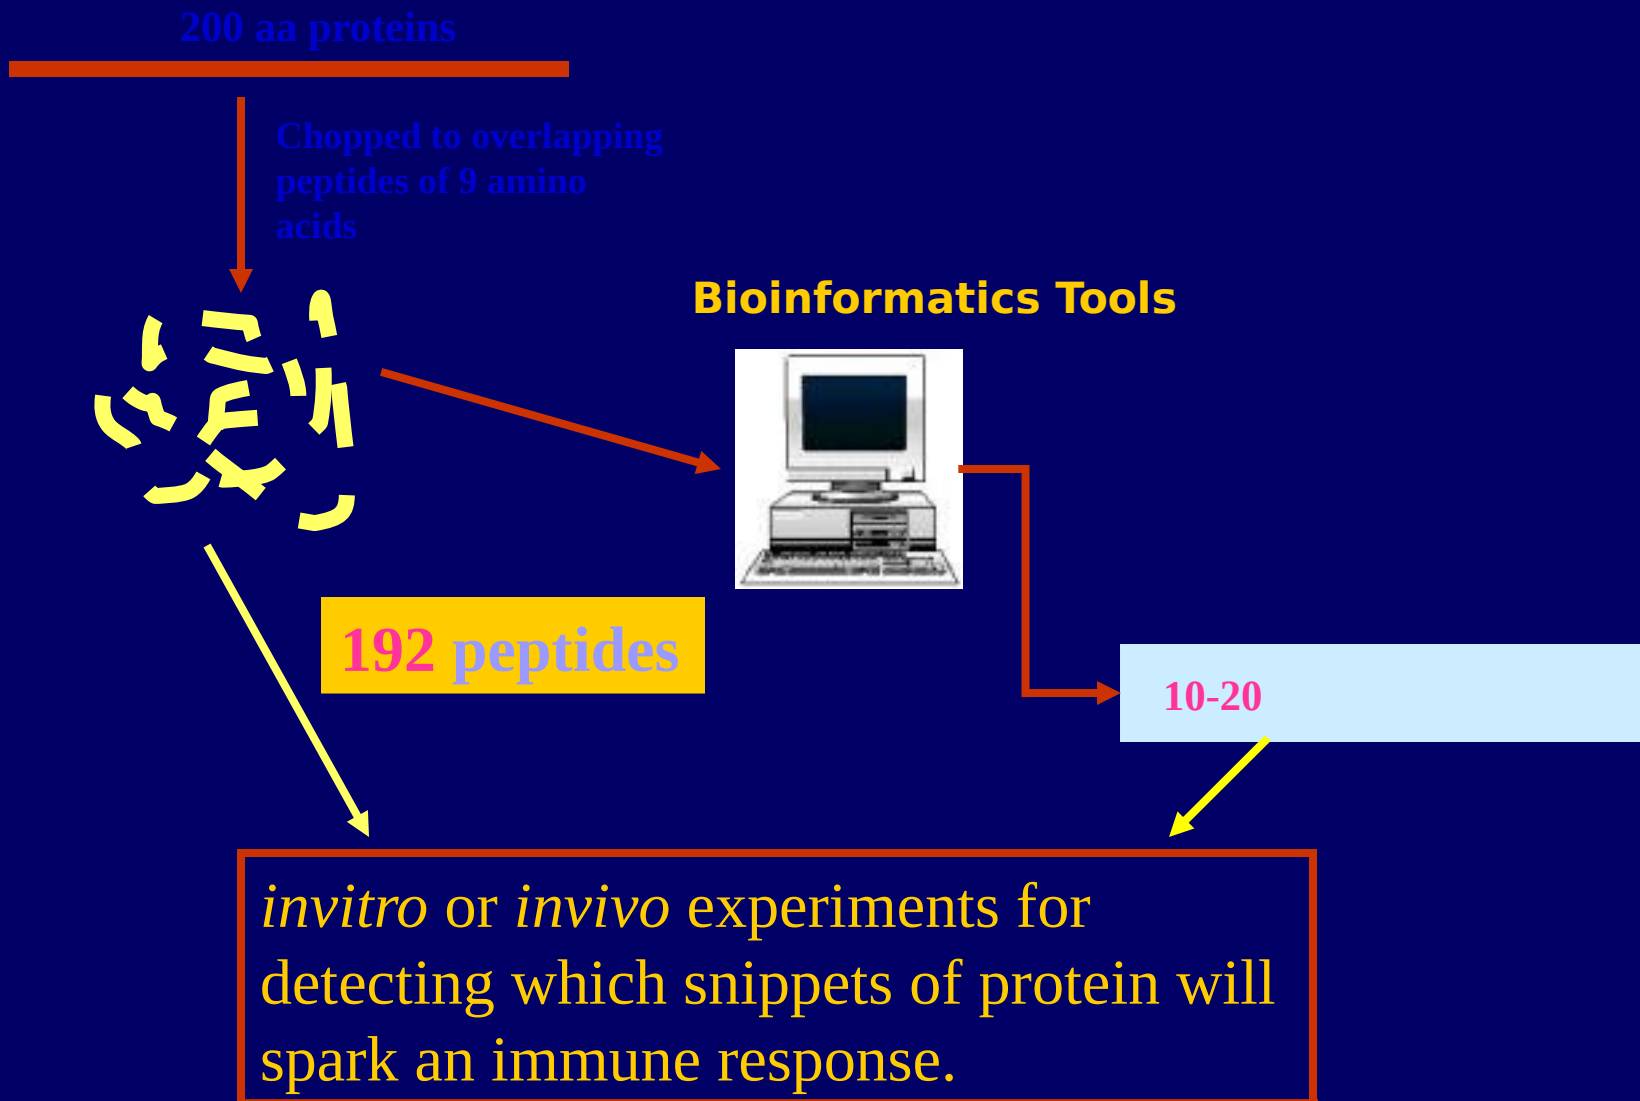 200 aa proteins
Chopped to overlapping
peptides of 9 amino
acids
Bioinformatics Tools
192 peptides
10-20
invitro or invivo experiments for
detecting which snippets of protein will
spark an immune response.